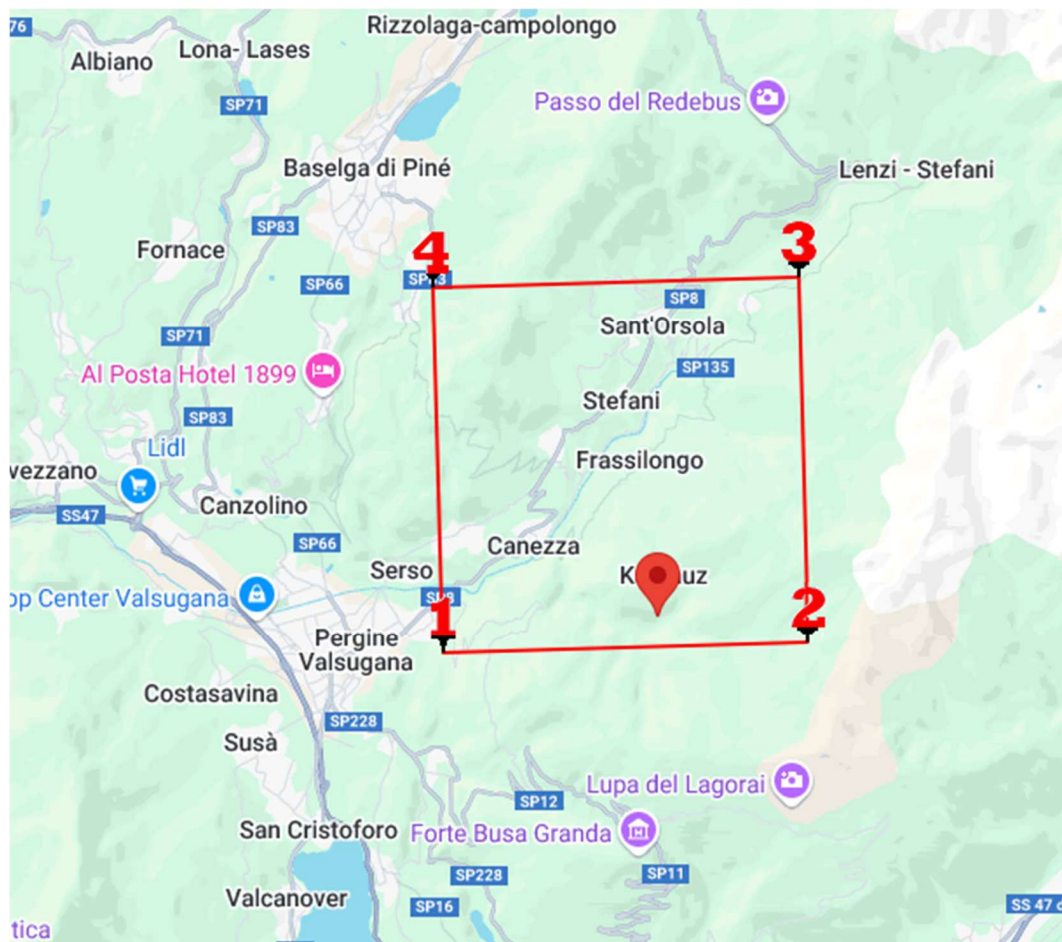 76
Rizzolaga-campolongo
Lona- Lases
Albiano
SP71
Passo del Redebus
Baselga di Piné
Lenzi - Stefani
SP83
Fornace
4
3
SP66
SP8
Sant'Orsola
SP71
SP135
Al Posta Hotel 1899
Stefani
SP83
Lidl
Frassilongo
vezzano
Canzolino
SS47
SP66
Canezza
Serso
op Center Valsugana
1
2
Pergine
Valsugana
Costasavina
SP228
Susà
Lupa del Lagorai
SP12
San Cristoforo
Forte Busa Granda
SP228
SP11
Valcanover
SP16
SS 47 d
tica